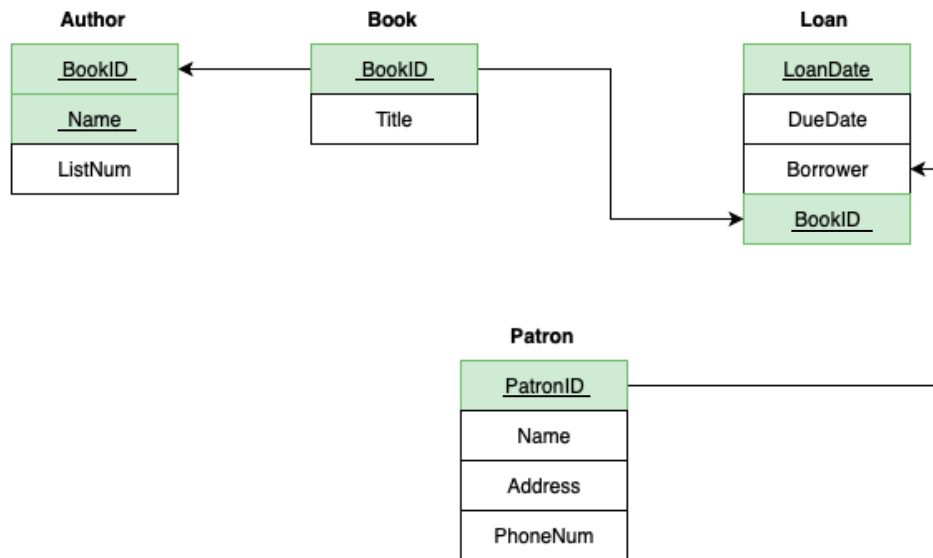 Author
BookID
Name
ListNum
Book
BookID
Title
Loan
LoanDate
DueDate
Borrower
BookID
Patron
PatronID
Name
Address
PhoneNum